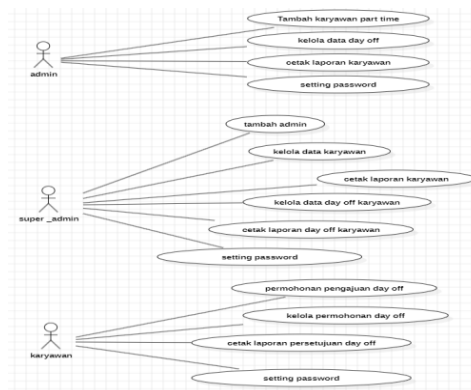 Tambah karyawan part time
kelola data day off
cetak laporan karyawan
setting password
admin
tambah admin
kelola data karyawan
cetak laporan karyawan
kelola data day off karyawan
cetak laporan day off karyawan
setting password
super _admin
permohonan pengajuan day off
kelola permohonan day off
cetak laporan persetujuan day off
setting password
karyawan